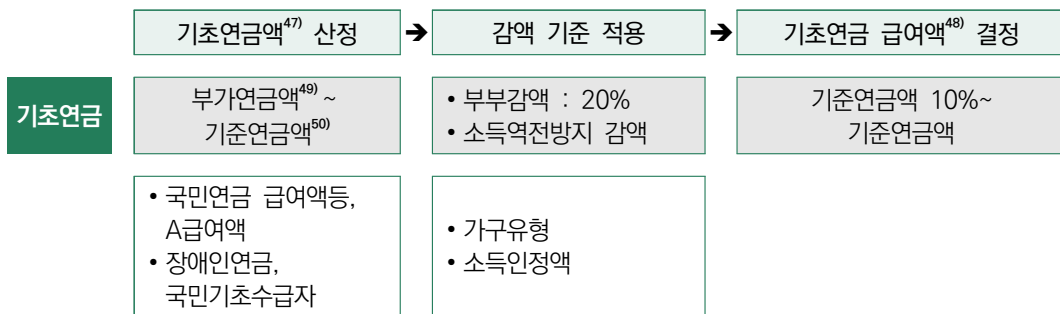 기초연금액47) 산정 ➔ 감액 기준 적용 ➔ 기초연금 급여액48) 결정
기초연금
부가연금액49) ~
기준연금액50)
• 부부감액 : 20%
• 소득역전방지 감액
기준연금액 10%~
기준연금액
• 국민연금 급여액등,
A급여액
• 장애인연금,
국민기초수급자
• 가구유형
• 소득인정액